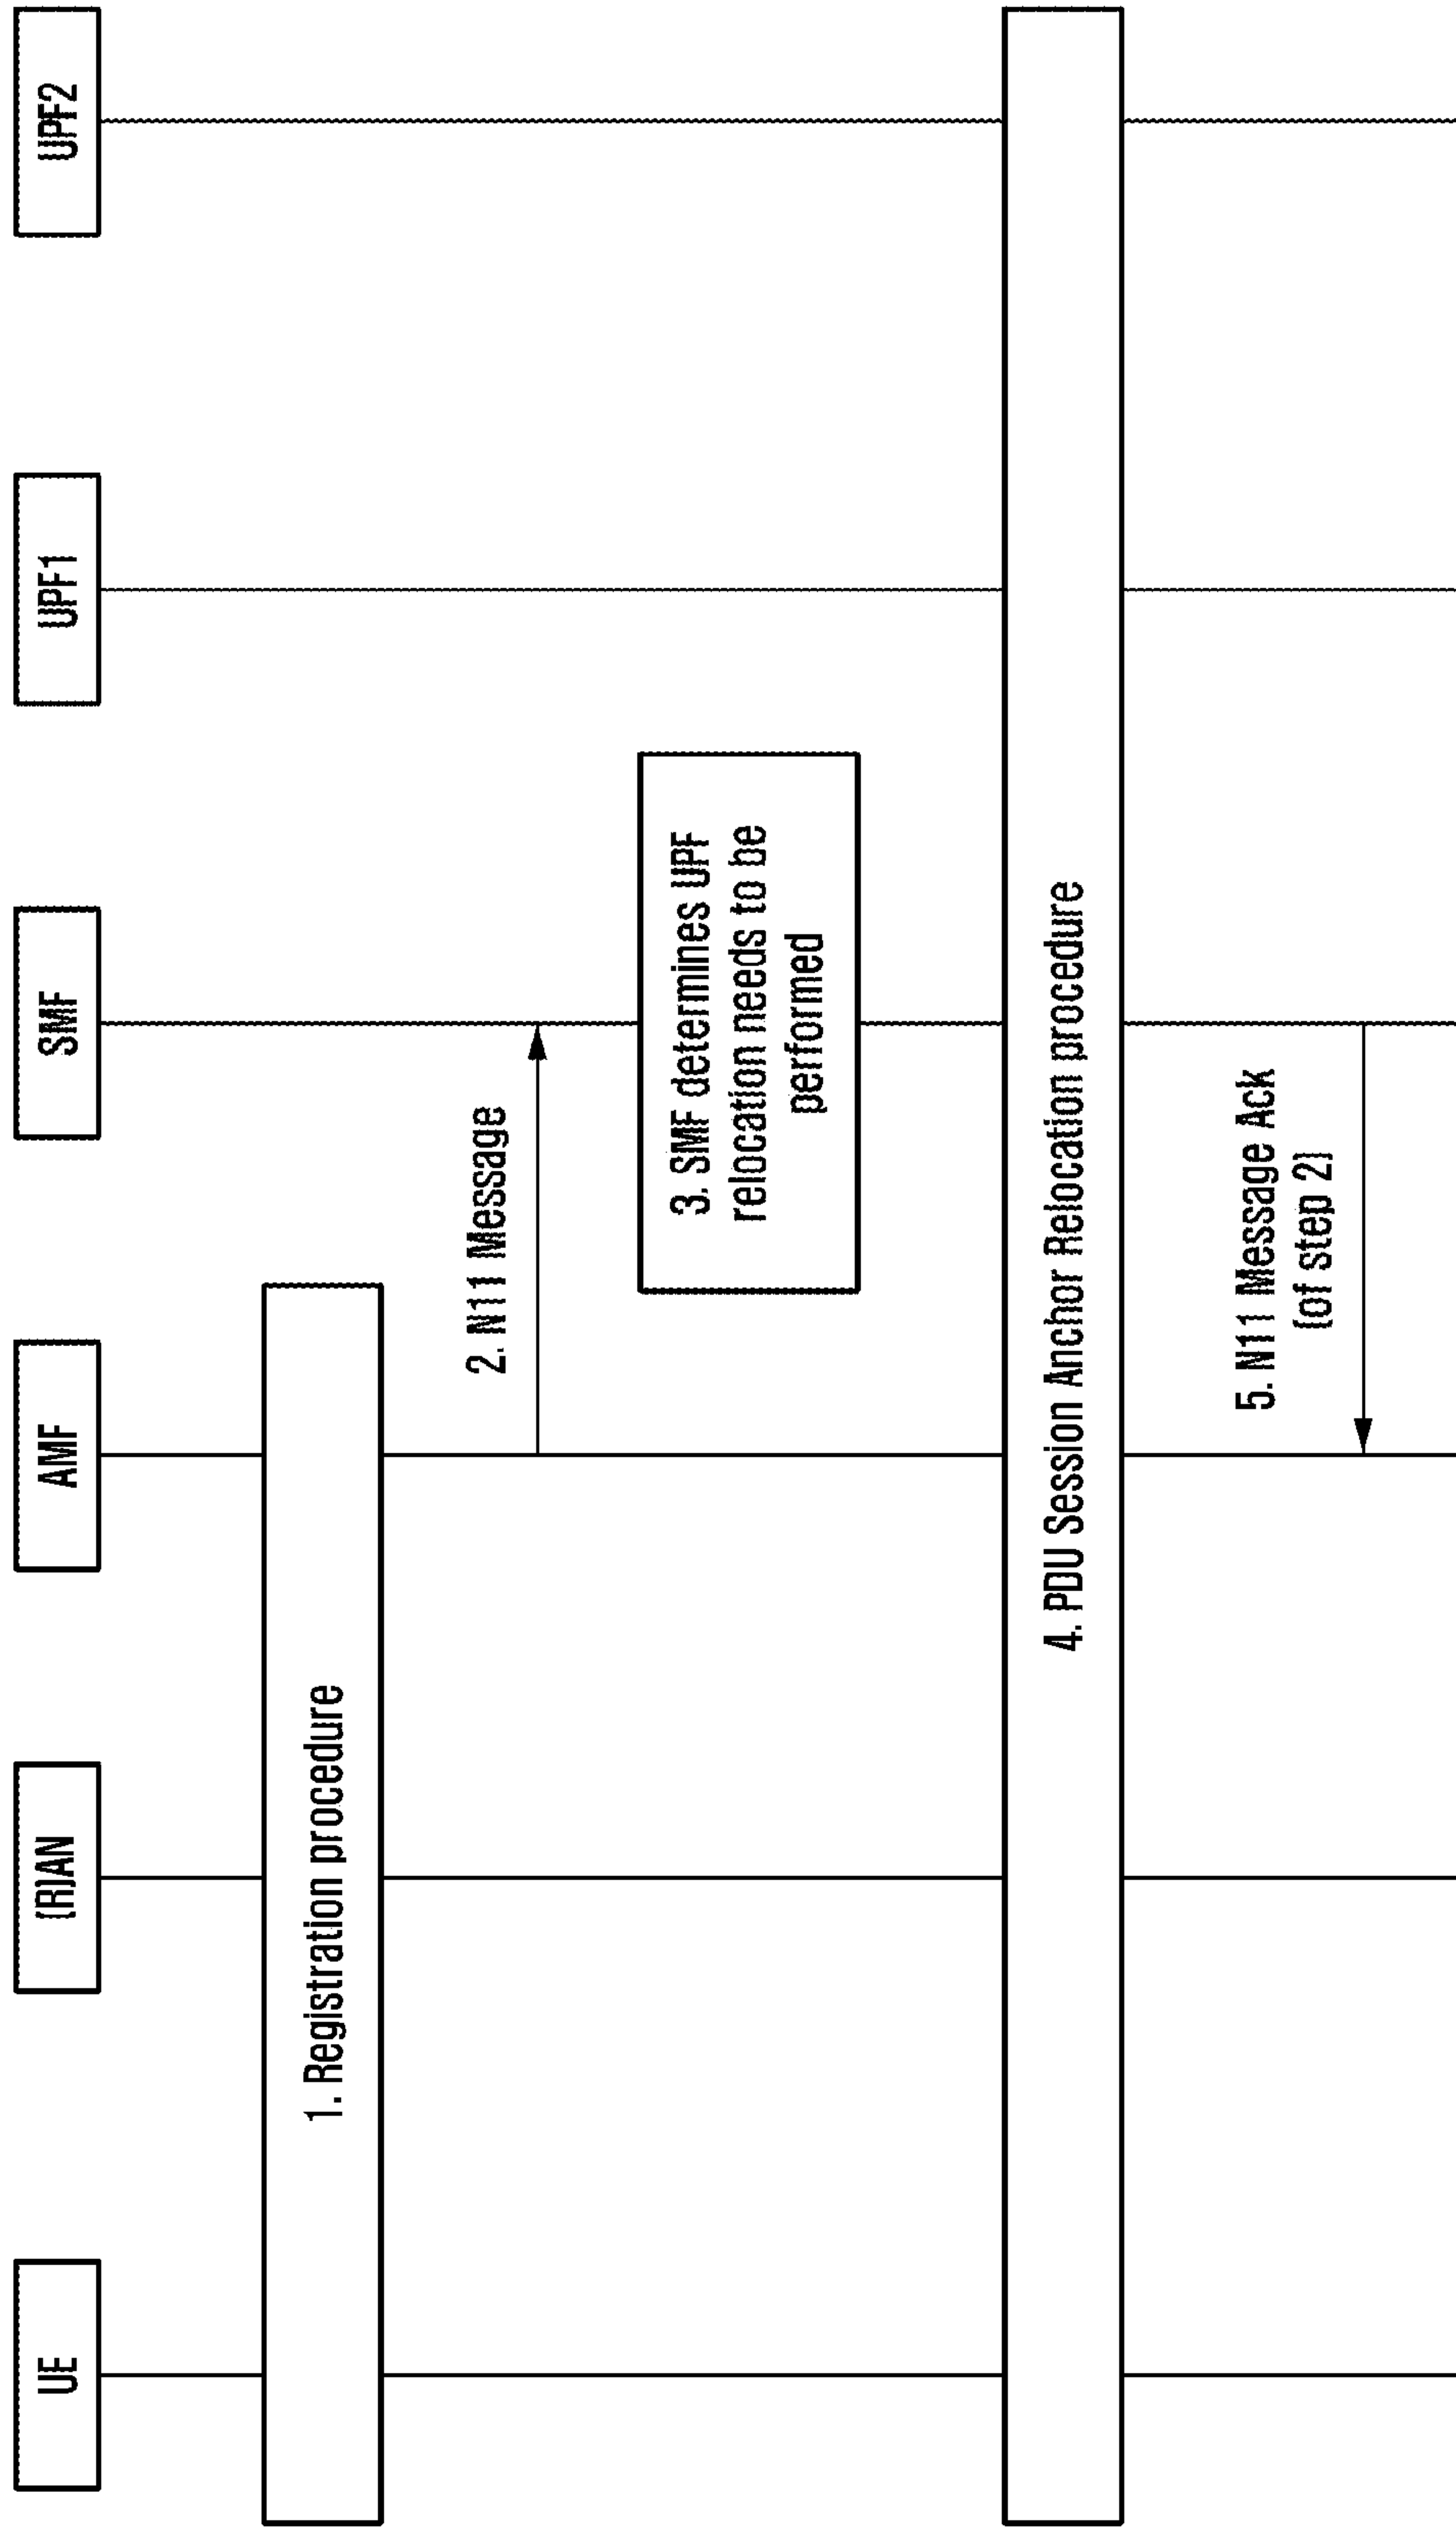 UE
(R)AN
AMF
SMF
UPF1
UPF2
1. Registration procedure
2. N11 Message
3. SMF determines UPF
relocation needs to be
performed
4. PDU Session Anchor Relocation procedure
5. N11 Message Ack
(of step 2)